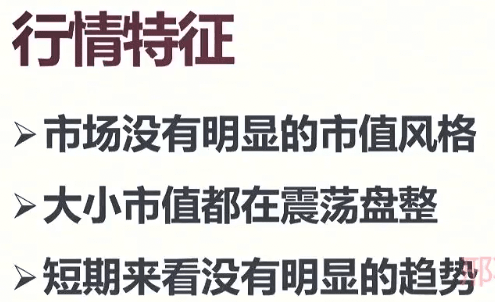 行情特征
➢市场没有明显的市值风格
➢大小市值都在震荡盘整
➢短期来看没有明显的趋势